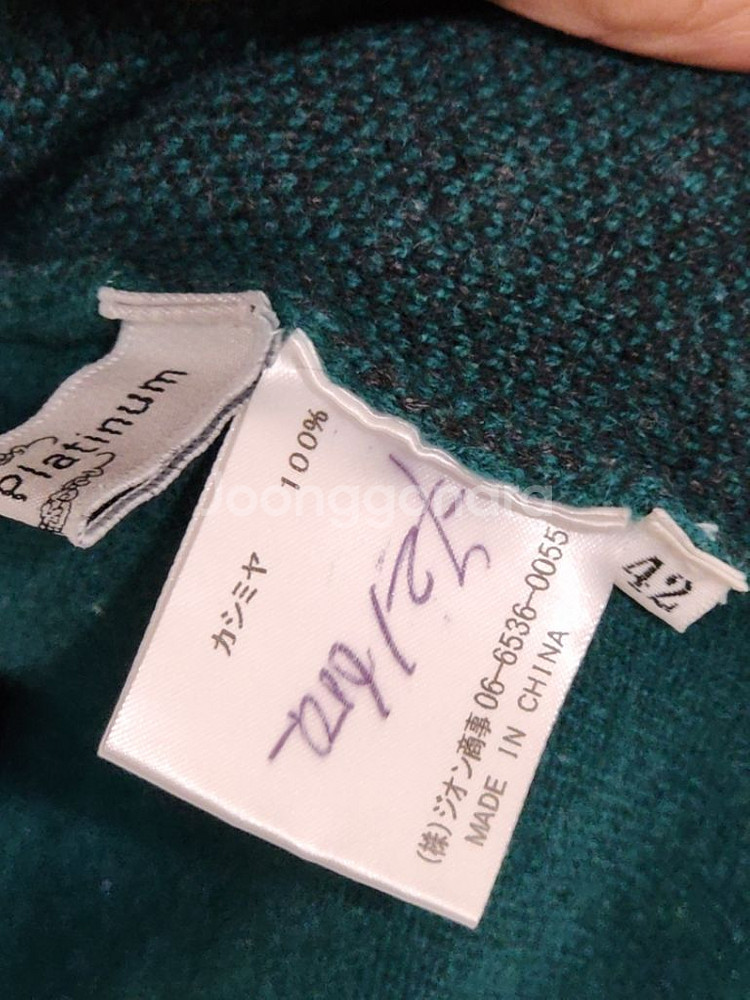 Platinum
カシミヤ 100%
(株)ジオン商事 06-6536-0055
MADE IN CHINA
42
Joonggonara